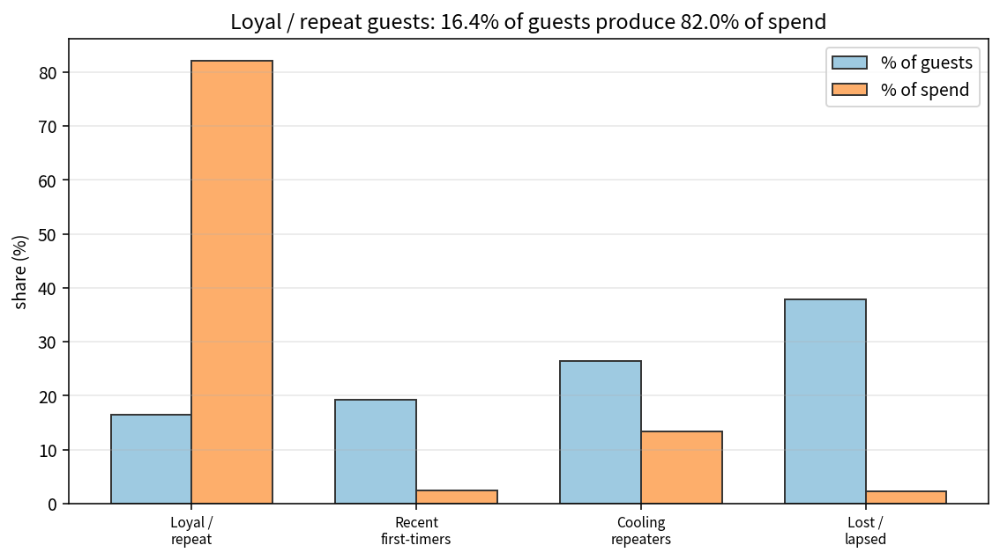 Loyal / repeat guests: 16.4% of guests produce 82.0% of spend
% of guests
% of spend
share (%)
80
70
60
50
40
30
20
10
0
Loyal /
repeat
Recent
first-timers
Cooling
repeaters
Lost /
lapsed